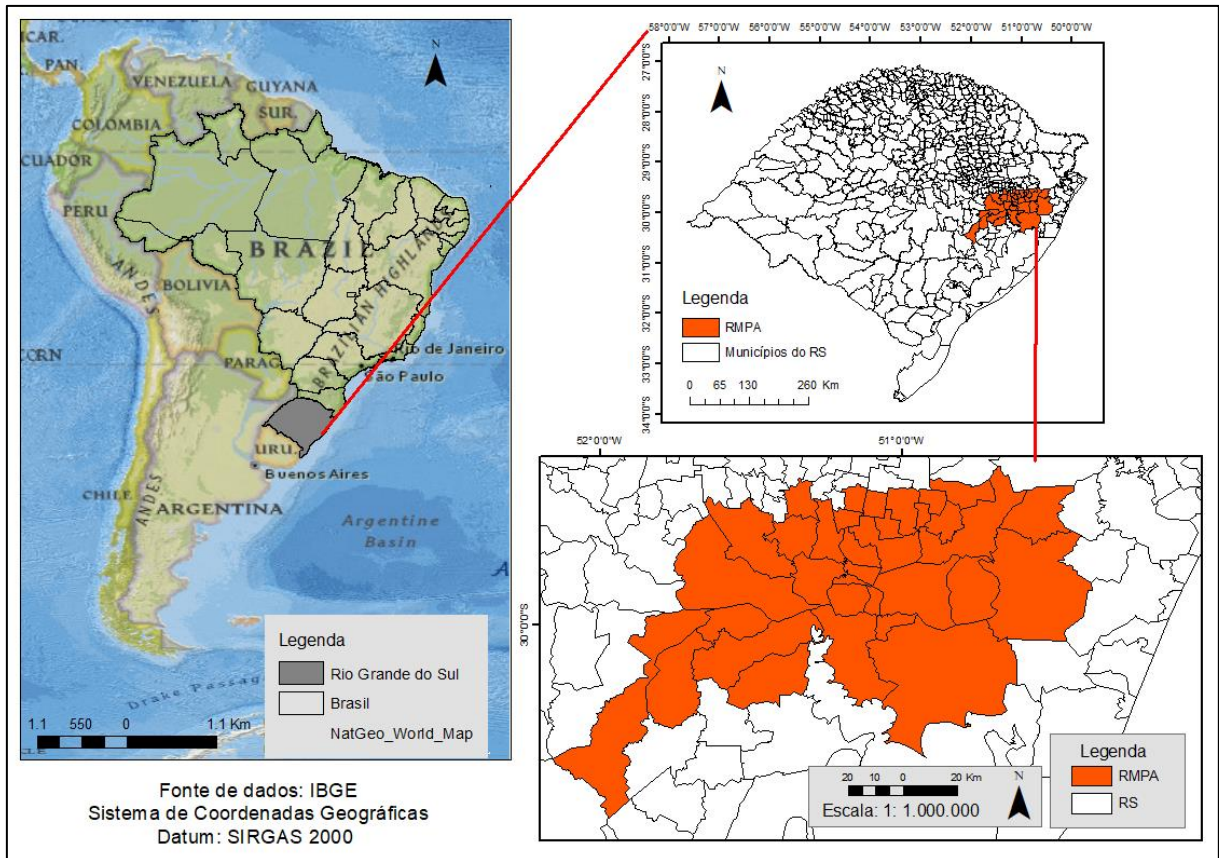 ICAR.
CARA
PAN.
VENEZUELA
GUYANA
SUR.
COLOMBIA
CUADOR
PERU
BRAZIL
BRAZILIAN HIGHLANDS
ANDES
BOLIVIA
PARAG.
Rio de Janeiro
São Paulo
CORN
URU.
Buenos Aires
CHILE
ANDES
ARGENTINA
Argentine
Basin
A
Drake Passag
N
Legenda
Rio Grande do Sul
Brasil
NatGeo_World_Map
1.1 550 0 1.1 Km
Fonte de dados: IBGE
Sistema de Coordenadas Geográficas
Datum: SIRGAS 2000
58°0'0"W 57°0'0"W 56°0'0"W 55°0'0"W 54°0'0"W 53°0'0"W 52°0'0"W 51°0'0"W 50°0'0"W
27°0'0"S
28°0'0"S
29°0'0"S
30°0'0"S
31°0'0"S
32°0'0"S
33°0'0"S
34°0'0"S
N
Legenda
RMPA
Municípios do RS
0 65 130 260 Km
52°0'0"W 51°0'0"W
30°0'0"S
20 10 0 20 Km
Escala: 1: 1.000.000
N
Legenda
RMPA
RS